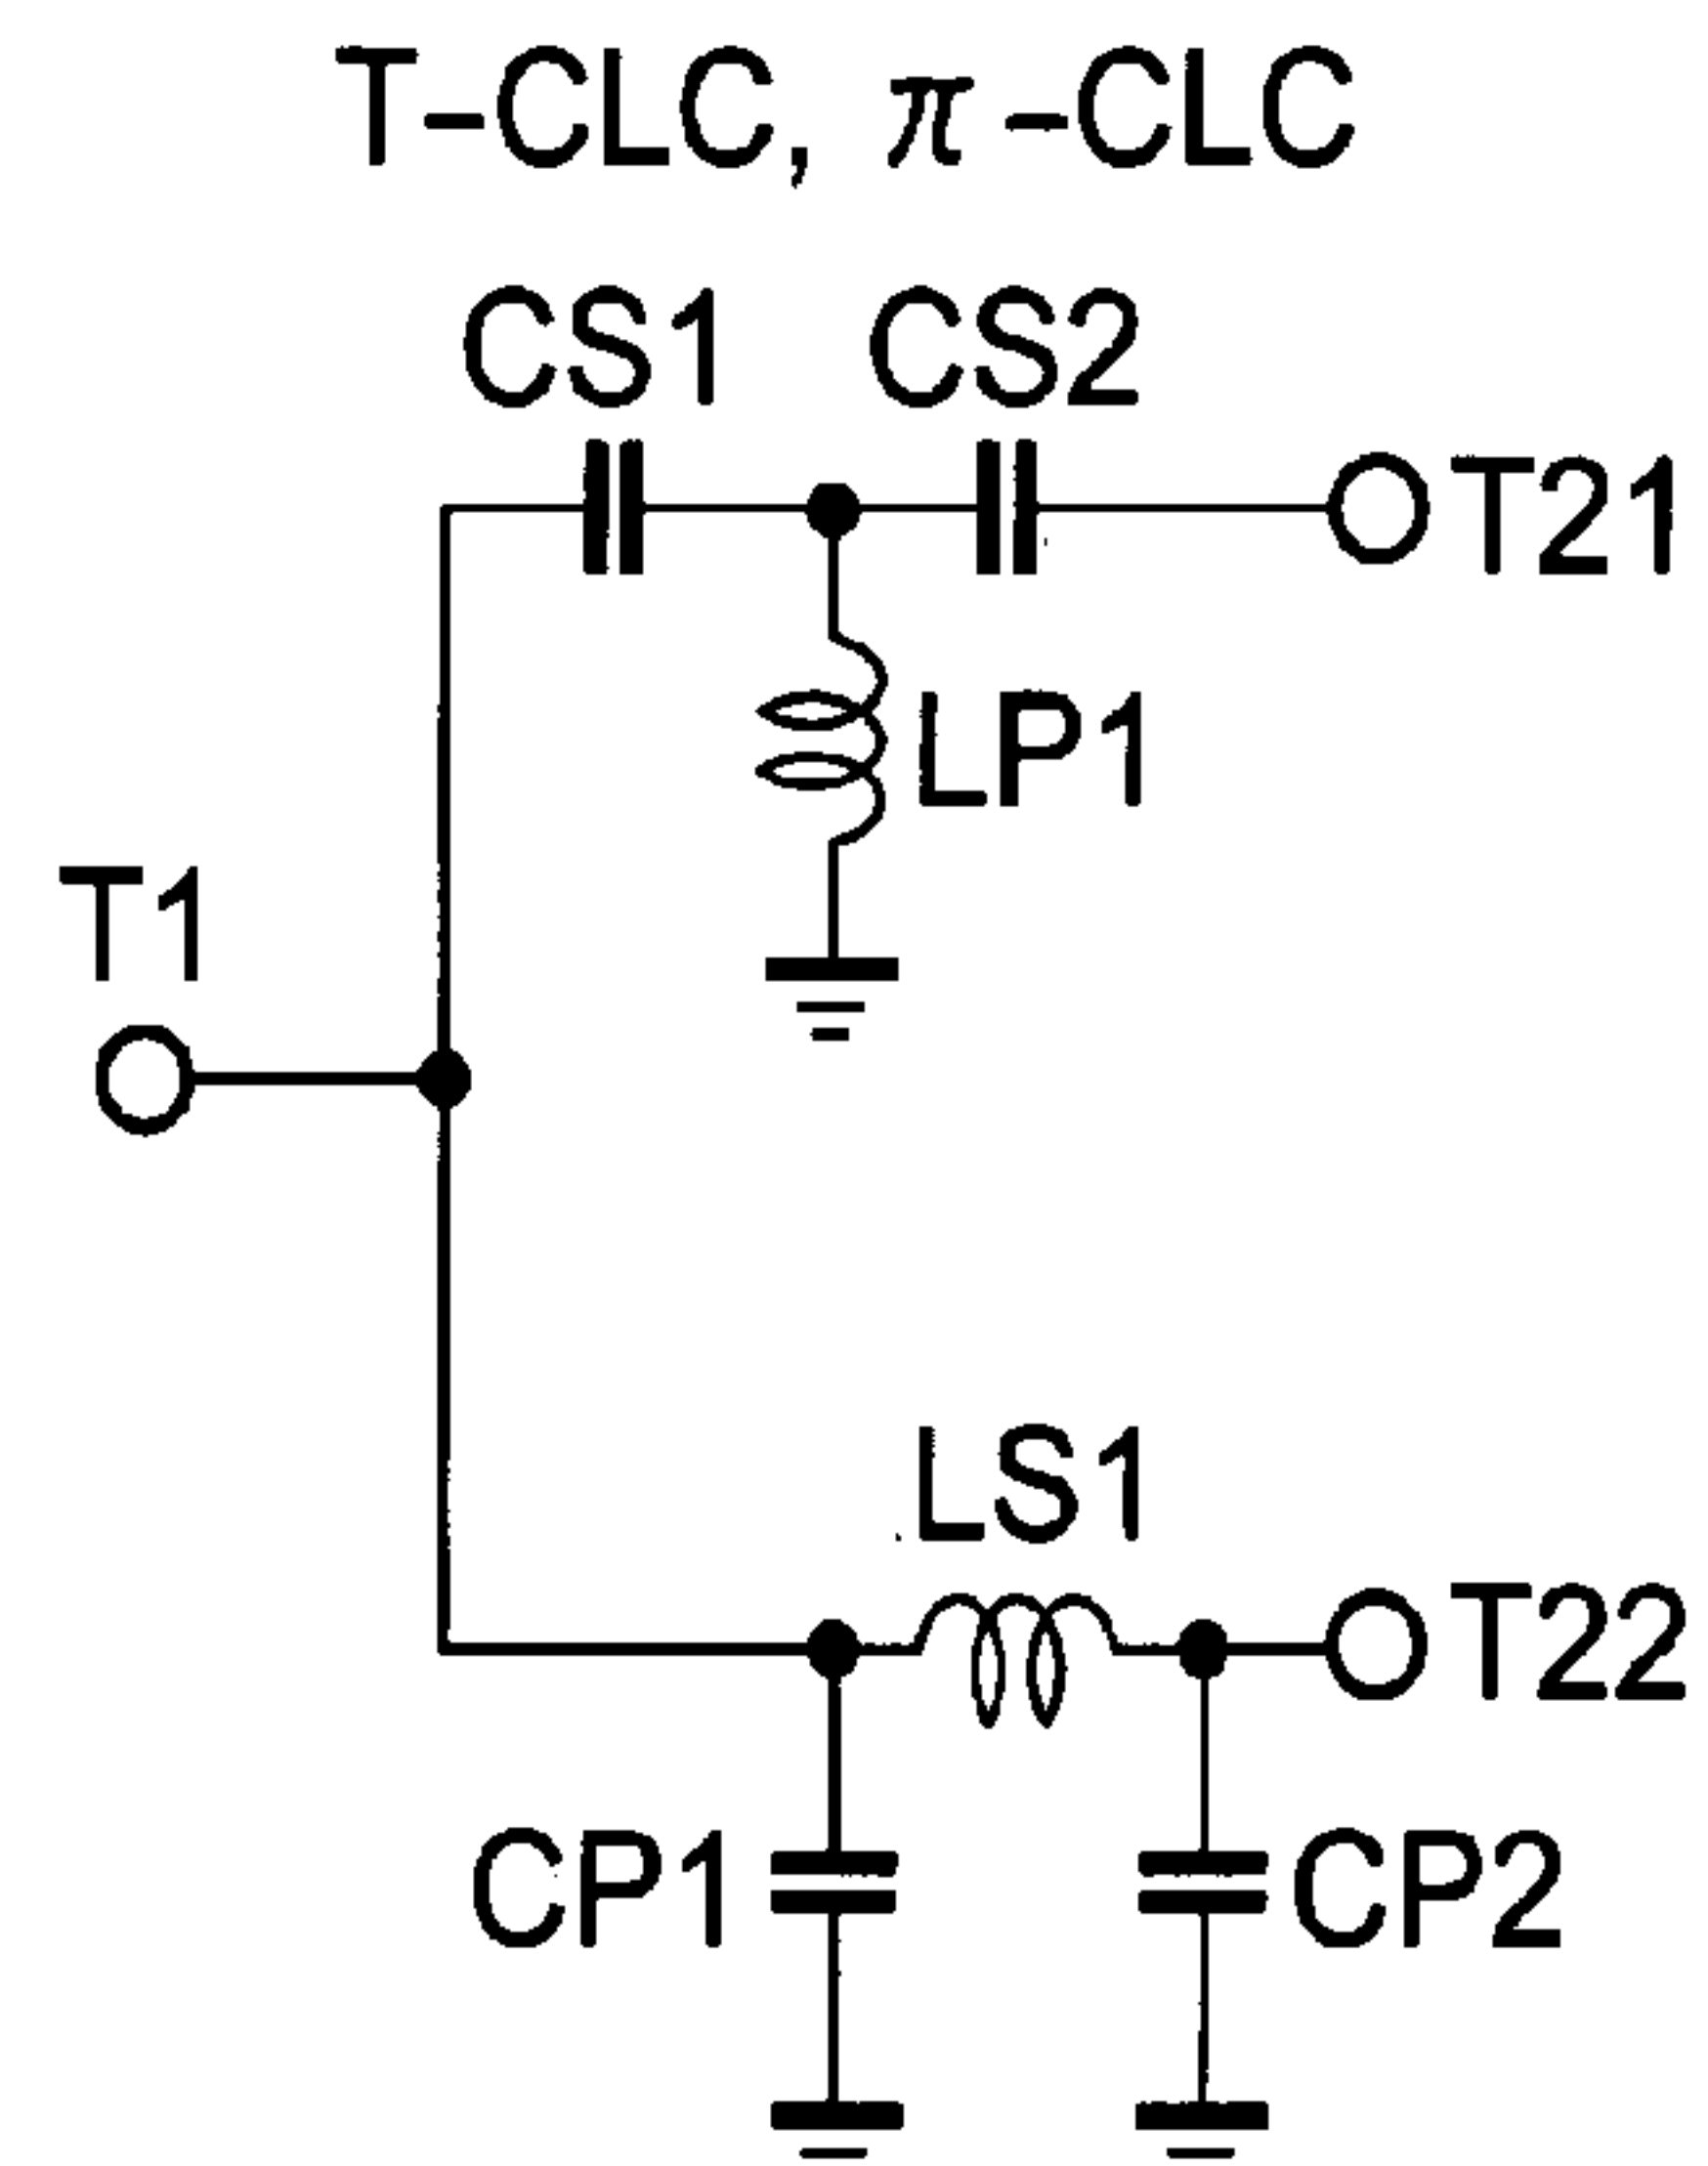 T-CLC, π-CLC
CS1 CS2
T21
LP1
T1
LS1
T22
CP1 CP2